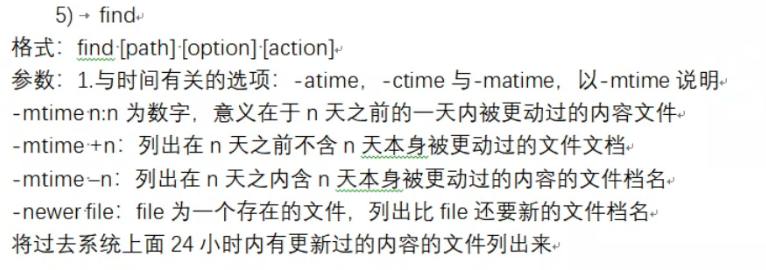 5) → find
格式：find [path] [option] [action]
参数：1.与时间有关的选项：-atime，-ctime 与-matime，以-mtime 说明
-mtime n:n 为数字，意义在于 n 天之前的一天内被更动过的内容文件
-mtime +n：列出在 n 天之前不含 n 天本身被更动过的文件文档
-mtime –n：列出在 n 天之内含 n 天本身被更动过的内容的文件档名
-newer file：file 为一个存在的文件，列出比 file 还要新的文件档名
将过去系统上面 24 小时内有更新过的内容的文件列出来